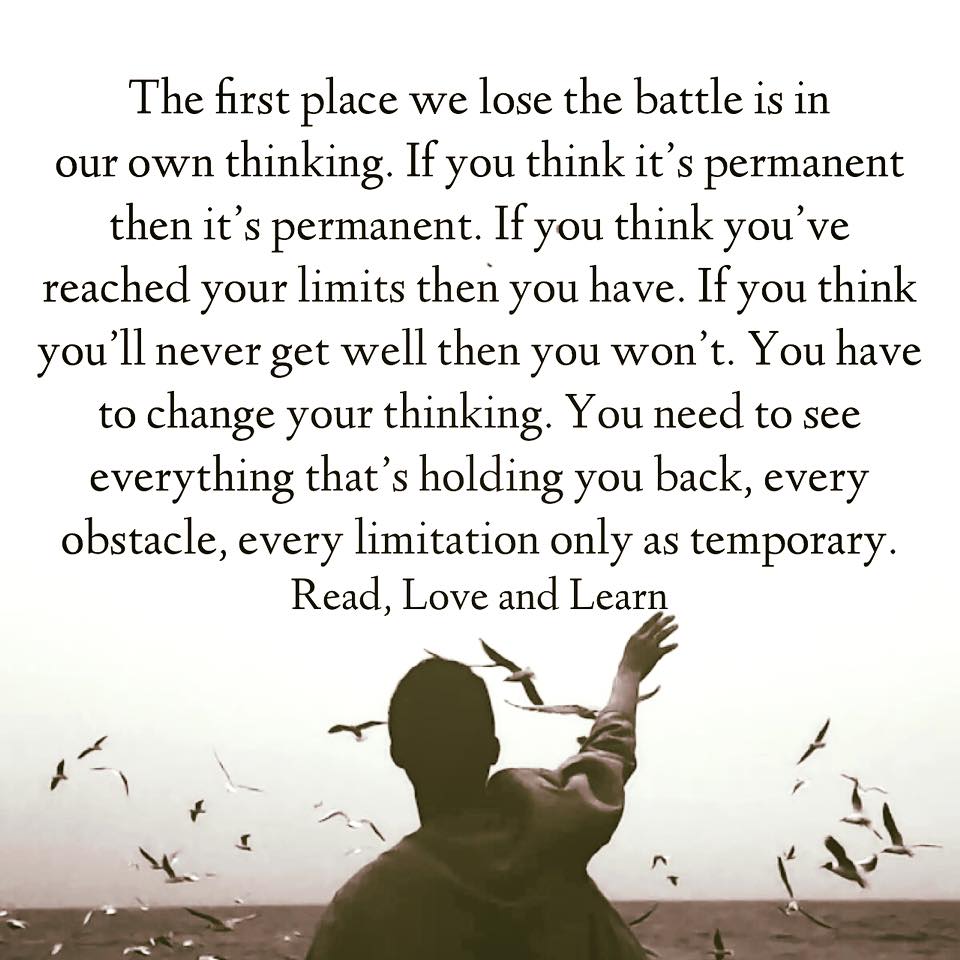 The first place we lose the battle is in
our own thinking. If you think it’s permanent
then it’s permanent. If you think you’ve
reached your limits then you have. If you think
you’ll never get well then you won’t. You have
to change your thinking. You need to see
everything that’s holding you back, every
obstacle, every limitation only as temporary.
Read, Love and Learn